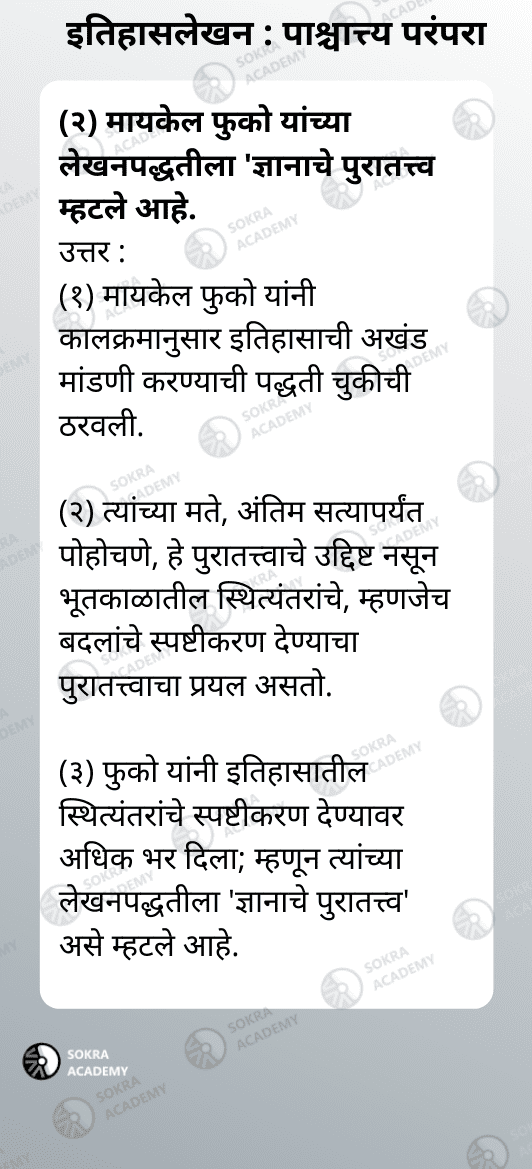 इतिहासलेखन : पाश्चात्त्य परंपरा
(२) मायकेल फुको यांच्या
लेखनपद्धतीला 'ज्ञानाचे पुरातत्त्व
म्हटले आहे.
उत्तर :
(१) मायकेल फुको यांनी
कालक्रमानुसार इतिहासाची अखंड
मांडणी करण्याची पद्धती चुकीची
ठरवली.
(२) त्यांच्या मते, अंतिम सत्यापर्यंत
पोहोचणे, हे पुरातत्त्वाचे उद्दिष्ट नसून
भूतकाळातील स्थित्यंतरांचे, म्हणजेच
बदलांचे स्पष्टीकरण देण्याचा
पुरातत्त्वाचा प्रयल असतो.
(३) फुको यांनी इतिहासातील
स्थित्यंतरांचे स्पष्टीकरण देण्यावर
अधिक भर दिला; म्हणून त्यांच्या
लेखनपद्धतीला 'ज्ञानाचे पुरातत्त्व'
असे म्हटले आहे.
SOKRA
ACADEMY